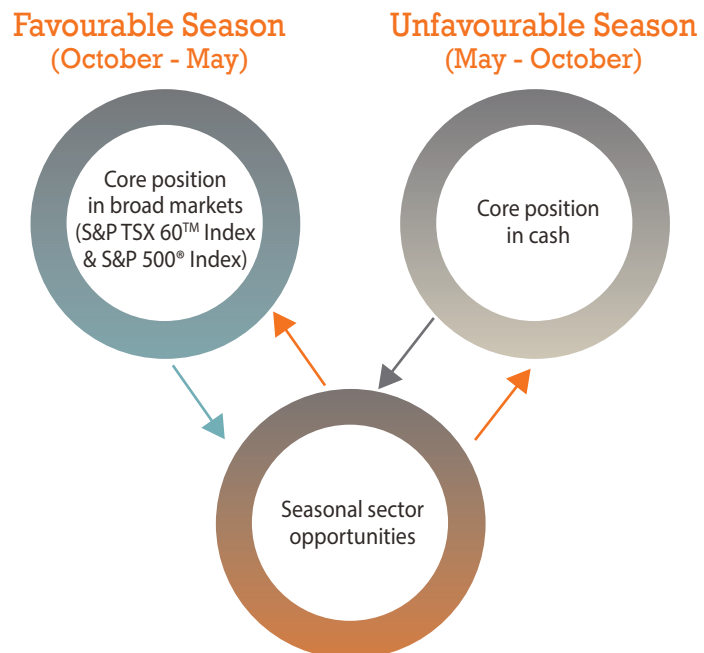 Favourable Season
(October - May)
Unfavourable Season
(May - October)
Core position
in broad markets
(S&P TSX 60™ Index
& S&P 500® Index)
Core position
in cash
Seasonal sector
opportunities